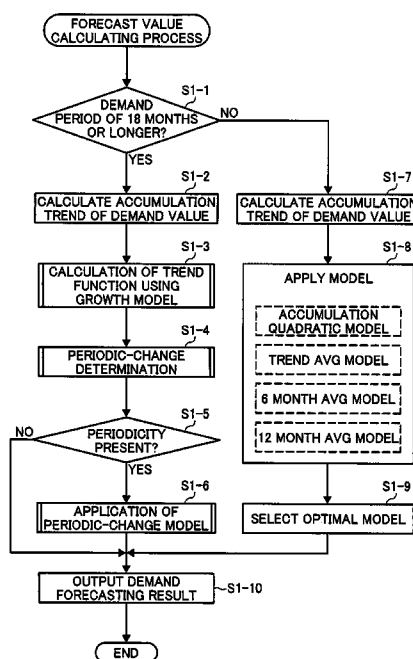 FORECAST VALUE
CALCULATING PROCESS
S1-1
DEMAND
PERIOD OF 18 MONTHS
OR LONGER?
NO
YES
S1-2
CALCULATE ACCUMULATION
TREND OF DEMAND VALUE
S1-3
CALCULATION OF TREND
FUNCTION USING
GROWTH MODEL
S1-4
PERIODIC-CHANGE
DETERMINATION
S1-5
NO
PERIODICITY
PRESENT?
YES
S1-6
APPLICATION OF
PERIODIC-CHANGE MODEL
S1-7
CALCULATE ACCUMULATION
TREND OF DEMAND VALUE
S1-8
APPLY MODEL
ACCUMULATION
QUADRATIC MODEL
TREND AVG MODEL
6 MONTH AVG MODEL
12 MONTH AVG MODEL
S1-9
SELECT OPTIMAL MODEL
OUTPUT DEMAND
FORECASTING RESULT
S1-10
END